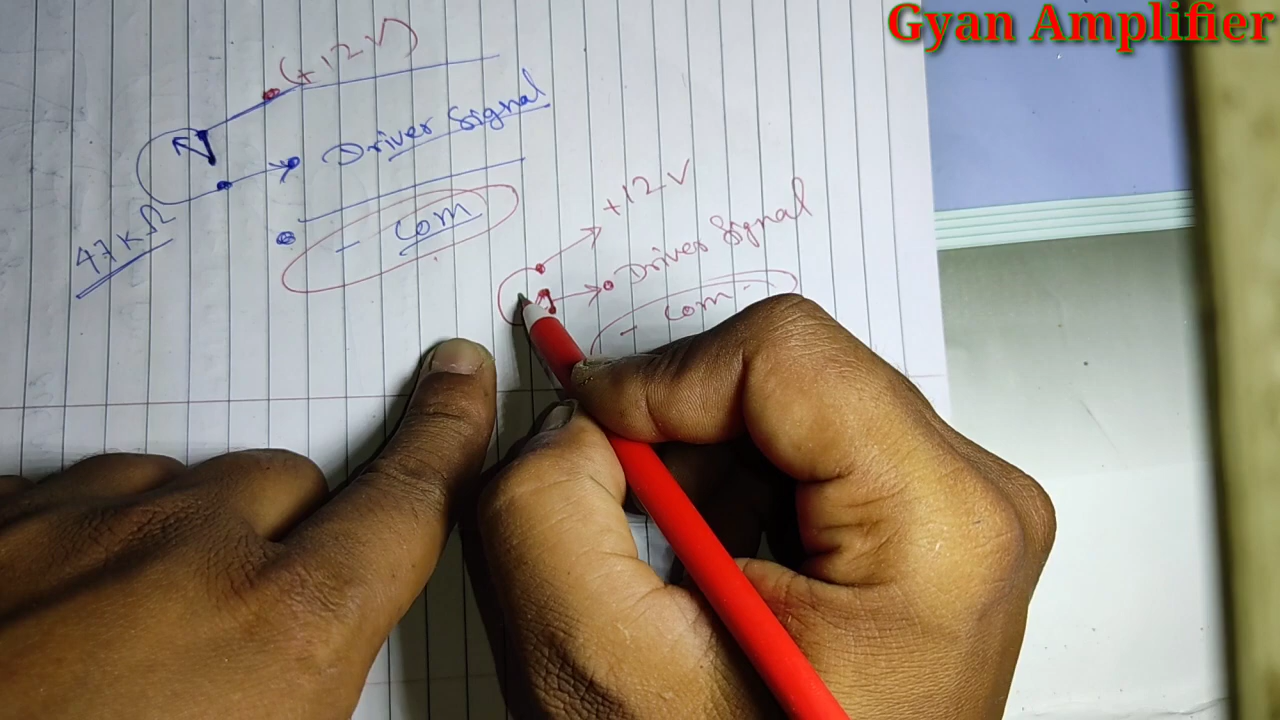 Gyan Amplifier
(+12V)
Driver Signal
- Com
47KΩ
+12V
Driver Signal
- Com -